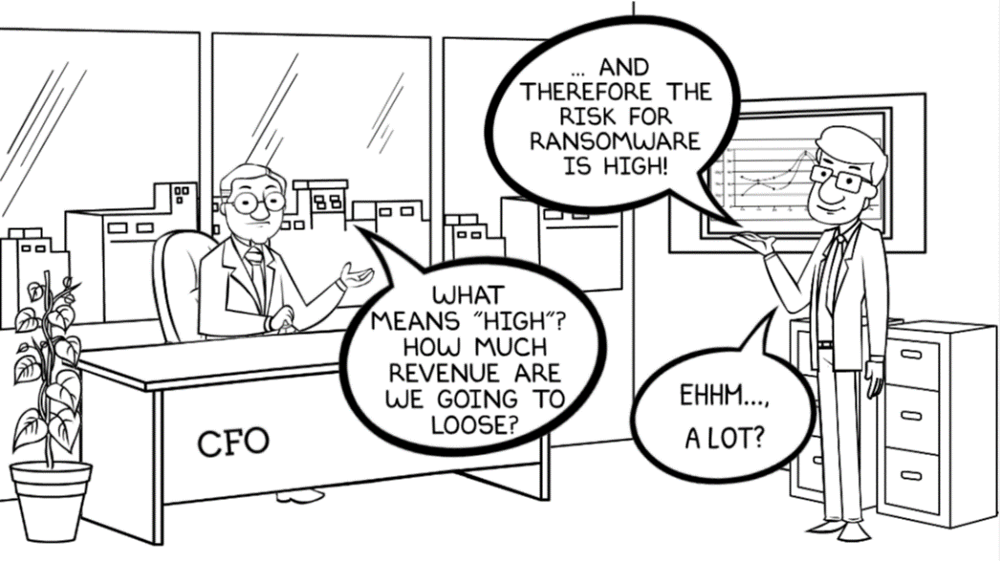 ... AND
THEREFORE THE
RISK FOR
RANSOMWARE
IS HIGH!
WHAT
MEANS "HIGH"?
HOW MUCH
REVENUE ARE
WE GOING TO
LOOSE?
EHHM...,
A LOT?
CFO